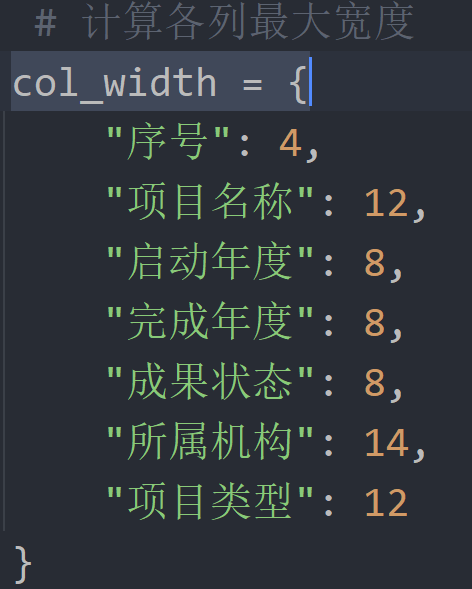 # 计算各列最大宽度
col_width = {
"序号": 4,
"项目名称": 12,
"启动年度": 8,
"完成年度": 8,
"成果状态": 8,
"所属机构": 14,
"项目类型": 12
}